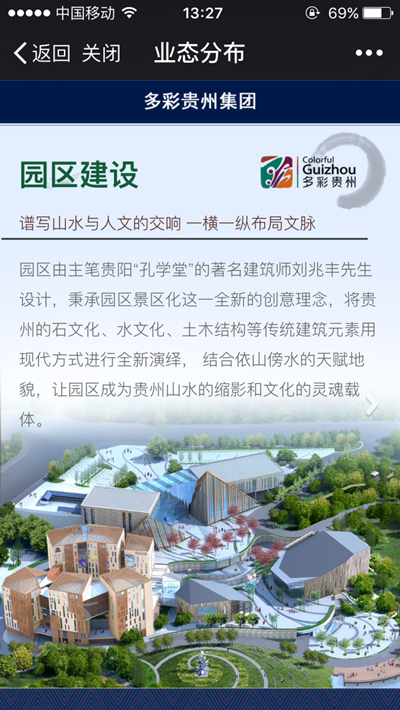 中国移动 13:27 69%
返回 关闭 业态分布 •••
多彩贵州集团
园区建设
Colorful
Guizhou
多彩贵州
谱写山水与人文的交响 一横一纵布局文脉
园区由主笔贵阳“孔学堂”的著名建筑师刘兆丰先生
设计，秉承园区景区化这一全新的创意理念，将贵
州的石文化、水文化、土木结构等传统建筑元素用
现代方式进行全新演绎， 结合依山傍水的天赋地
貌，让园区成为贵州山水的缩影和文化的灵魂载
体。